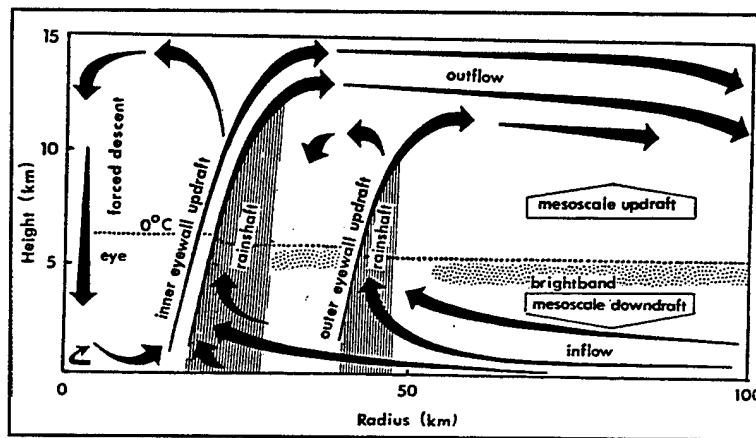 15
10
5
Height (km)
0
50
100
Radius (km)
forced descent
eye
0°C
inner eyewall updraft
rainshaft
outer eyewall updraft
rainshaft
outflow
mesoscale updraft
brightband
mesoscale downdraft
inflow